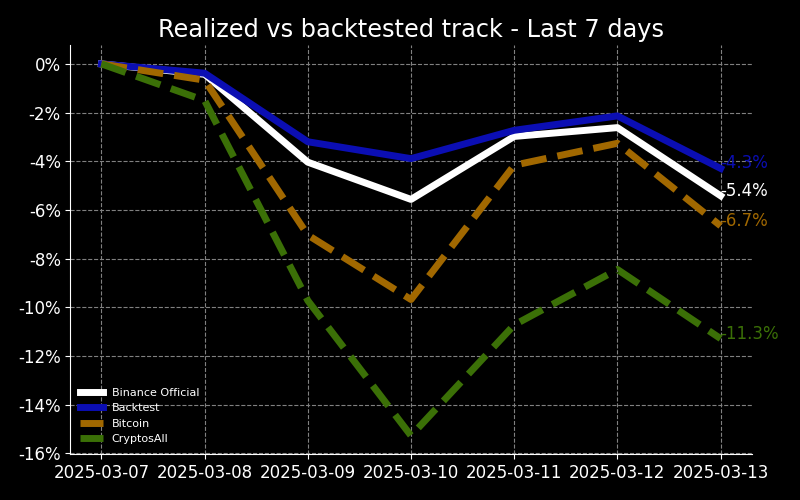 Realized vs backtested track - Last 7 days
0%
-2%
-4%
-6%
-8%
-10%
-12%
-14%
-16%
-4.3%
-5.4%
-6.7%
-11.3%
Binance Official
Backtest
Bitcoin
CryptosAll
2025-03-07 2025-03-08 2025-03-09 2025-03-10 2025-03-11 2025-03-12 2025-03-13